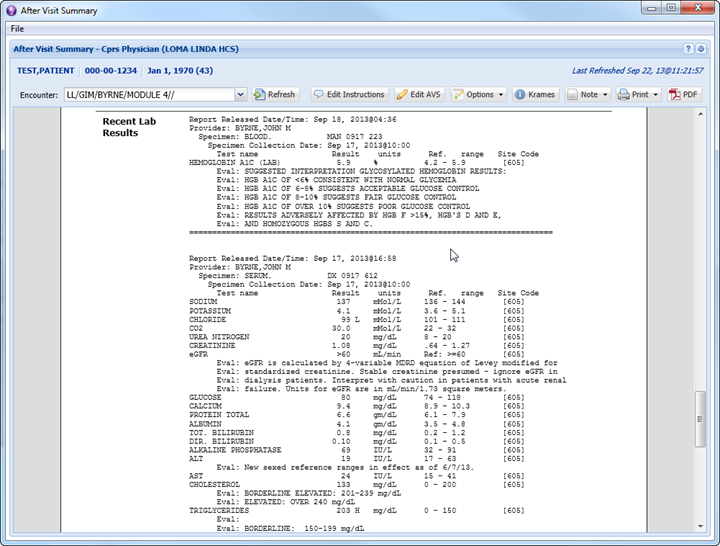 After Visit Summary
File
After Visit Summary - Cprs Physician (LOMA LINDA HCS)
TEST,PATIENT 000-00-1234 Jan 1, 1970 (43) Last Refreshed Sep 22, 13@11:21:57
Encounter: LL/GIM/BYRNE/MODULE 4// Refresh Edit Instructions Edit AVS Options Krames Note Print PDF
Recent Lab
Results
Report Released Date/Time: Sep 18, 2013@04:36
Provider: BYRNE,JOHN M
Specimen: BLOOD. MAN 0917 223
Specimen Collection Date: Sep 17, 2013@10:00
Test name Result units Ref. range Site Code
HEMOGLOBIN A1C (LAB) 5.9 % 4.2 - 5.9 [605]
Eval: SUGGESTED INTERPRETATION GLYCOSYLATED HEMOGLOBIN RESULTS:
Eval: HGB A1C OF <6% CONSISTENT WITH NORMAL GLYCEMIA
Eval: HGB A1C OF 6-8% SUGGESTS ACCEPTABLE GLUCOSE CONTROL
Eval: HGB A1C OF 8-10% SUGGESTS FAIR GLUCOSE CONTROL
Eval: HGB A1C OF OVER 10% SUGGESTS POOR GLUCOSE CONTROL
Eval: RESULTS ADVERSELY AFFECTED BY HGB F >15%, HGB'S D AND E,
Eval: AND HOMOZYGOUS HGBS S AND C.
===============================================================================
Report Released Date/Time: Sep 17, 2013@16:58
Provider: BYRNE,JOHN M
Specimen: SERUM. DX 0917 612
Specimen Collection Date: Sep 17, 2013@10:00
Test name Result units Ref. range Site Code
SODIUM 137 mMol/L 136 - 144 [605]
POTASSIUM 4.1 mMol/L 3.6 - 5.1 [605]
CHLORIDE 99 L mMol/L 101 - 111 [605]
CO2 30.0 mMol/L 22 - 32 [605]
UREA NITROGEN 20 mg/dL 8 - 20 [605]
CREATININE 1.08 mg/dL .64 - 1.27 [605]
eGFR >60 mL/min Ref: >=60 [605]
Eval: eGFR is calculated by 4-variable MDRD equation of Levey modified for
Eval: standardized creatinine. Stable creatinine presumed - ignore eGFR in
Eval: dialysis patients. Interpret with caution in patients with acute renal
Eval: failure. Units for eGFR are in mL/min/1.73 square meters.
GLUCOSE 80 mg/dL 74 - 118 [605]
CALCIUM 9.4 mg/dL 8.9 - 10.3 [605]
PROTEIN TOTAL 6.6 gm/dL 6.1 - 7.9 [605]
ALBUMIN 4.1 gm/dL 3.5 - 4.8 [605]
TOT. BILIRUBIN 0.8 mg/dL 0.2 - 1.2 [605]
DIR. BILIRUBIN 0.10 mg/dL 0.1 - 0.5 [605]
ALKALINE PHOSPHATASE 69 IU/L 32 - 91 [605]
ALT 19 IU/L 17 - 63 [605]
Eval: New sexed reference ranges in effect as of 6/7/13.
AST 24 IU/L 15 - 41 [605]
CHOLESTEROL 133 mg/dL 0 - 200 [605]
Eval: BORDERLINE ELEVATED: 201-239 mg/dL
Eval: ELEVATED: OVER 240 mg/dL
TRIGLYCERIDES 203 H mg/dL 0 - 150 [605]
Eval:
Eval: BORDERLINE: 150-199 mg/dL